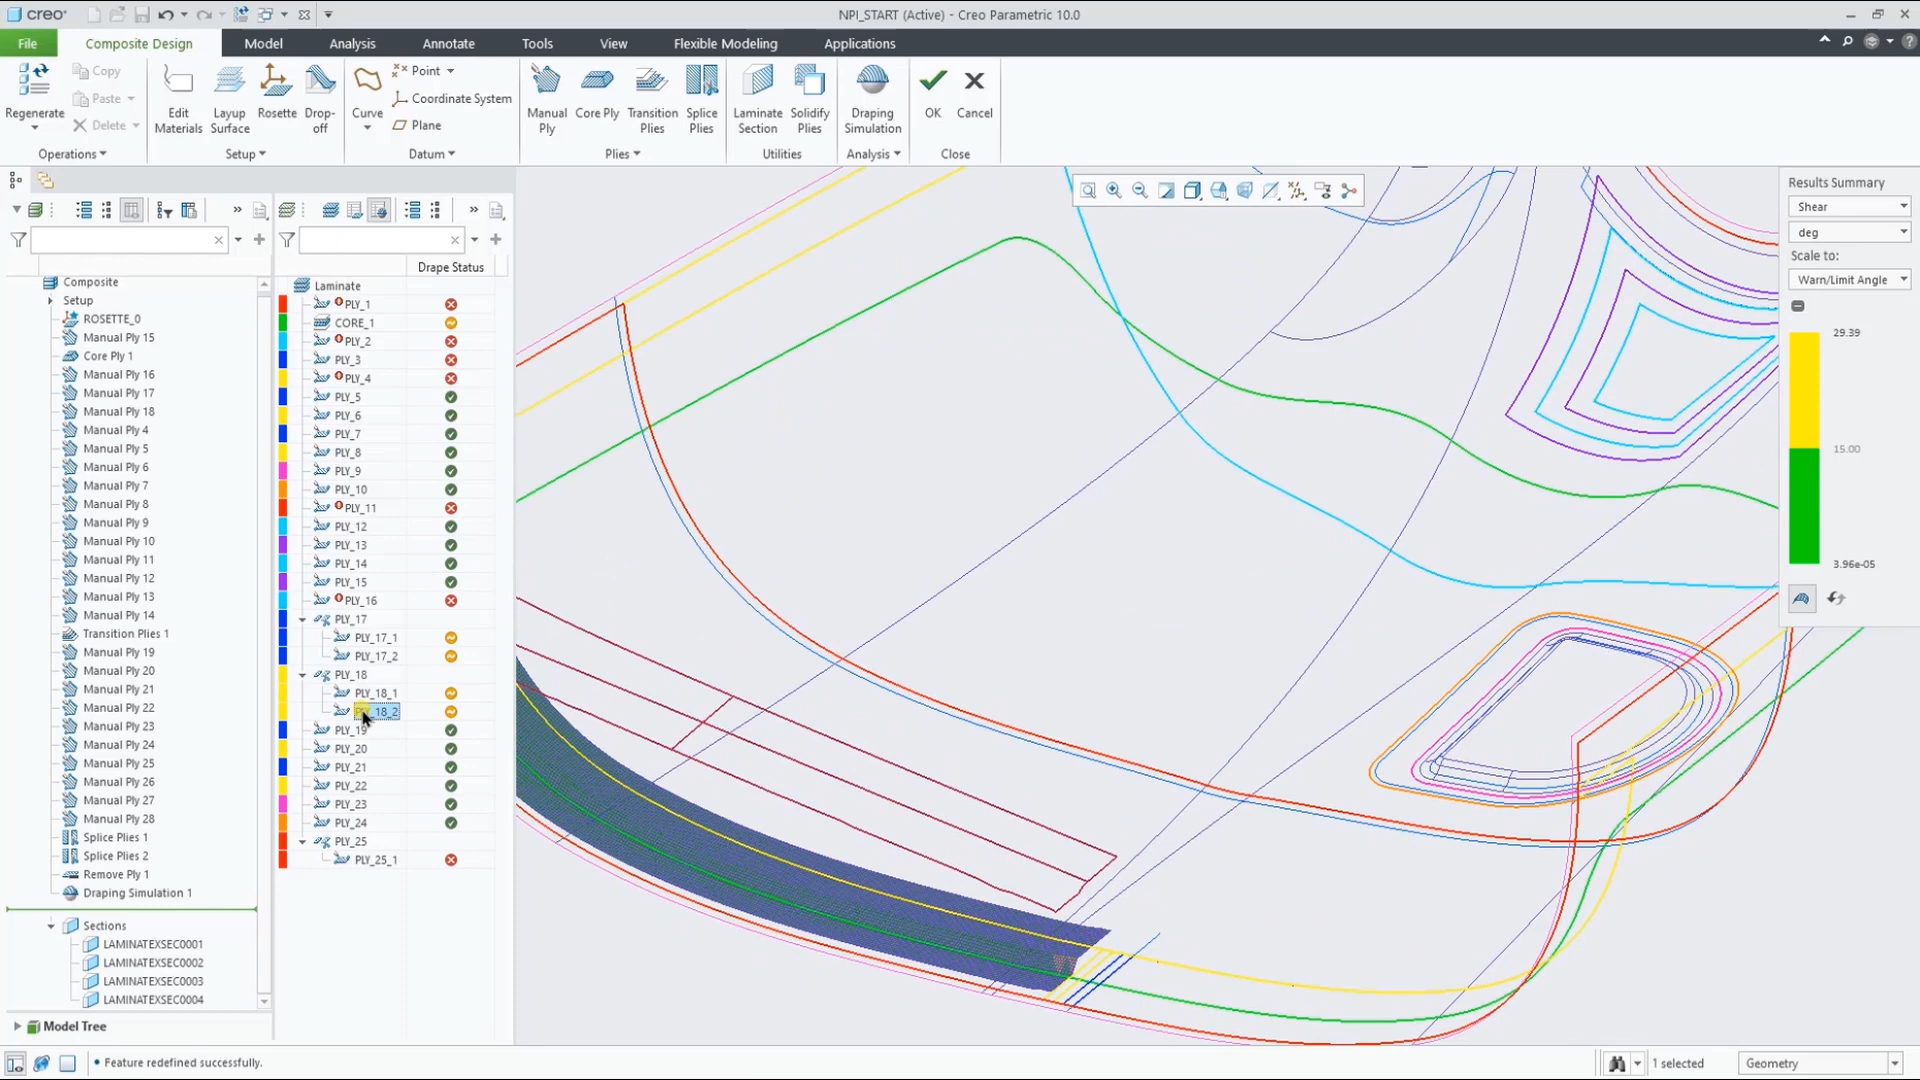 creo
NPI_START (Active) - Creo Parametric 10.0
File
Composite Design
Model
Analysis
Annotate
Tools
View
Flexible Modeling
Applications
Regenerate
Copy
Paste
Delete
Operations
Edit Materials
Layup Surface
Rosette
Drop-off
Setup
Curve
Point
Coordinate System
Plane
Datum
Manual Ply
Core Ply
Transition Plies
Splice Plies
Plies
Laminate Section
Solidify Plies
Utilities
Draping Simulation
Analysis
OK
Cancel
Close
Composite
Setup
ROSETTE_0
Manual Ply 15
Core Ply 1
Manual Ply 16
Manual Ply 17
Manual Ply 18
Manual Ply 4
Manual Ply 5
Manual Ply 6
Manual Ply 7
Manual Ply 8
Manual Ply 9
Manual Ply 10
Manual Ply 11
Manual Ply 12
Manual Ply 13
Manual Ply 14
Transition Plies 1
Manual Ply 19
Manual Ply 20
Manual Ply 21
Manual Ply 22
Manual Ply 23
Manual Ply 24
Manual Ply 25
Manual Ply 26
Manual Ply 27
Manual Ply 28
Splice Plies 1
Splice Plies 2
Remove Ply 1
Draping Simulation 1
Sections
LAMINATEXSEC0001
LAMINATEXSEC0002
LAMINATEXSEC0003
LAMINATEXSEC0004
Model Tree
Drape Status
Laminate
PLY_1
CORE_1
PLY_2
PLY_3
PLY_4
PLY_5
PLY_6
PLY_7
PLY_8
PLY_9
PLY_10
PLY_11
PLY_12
PLY_13
PLY_14
PLY_15
PLY_16
PLY_17
PLY_17_1
PLY_17_2
PLY_18
PLY_18_1
PLY_18_2
PLY_19
PLY_20
PLY_21
PLY_22
PLY_23
PLY_24
PLY_25
PLY_25_1
Results Summary
Shear
deg
Scale to:
Warn/Limit Angle
29.39
15.00
3.96e-05
• Feature redefined successfully.
1 selected
Geometry